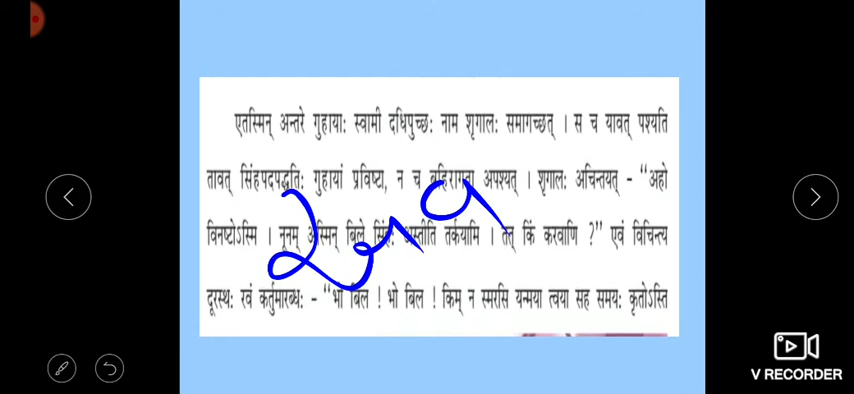 एतस्मिन् अन्तरे गुहायाः स्वामी दधिपुच्छः नाम शृगालः समागच्छत् । स च यावत् पश्यति
तावत् सिंहपदपद्धतिः गुहायां प्रविष्टा, न च बहिरागता अपश्यत् । शृगालः अचिन्तयत् - “अहो
विनष्टोऽस्मि । नूनम् अस्मिन् बिले सिंहः अस्तीति तर्कयामि । तत् किं करवाणि ?” एवं विचिन्त्य
दूरस्थः रवं कर्तुमारब्धः - “भो बिल ! भो बिल ! किम् न स्मरसि यन्मया त्वया सह समयः कृतोऽस्ति
V RECORDER